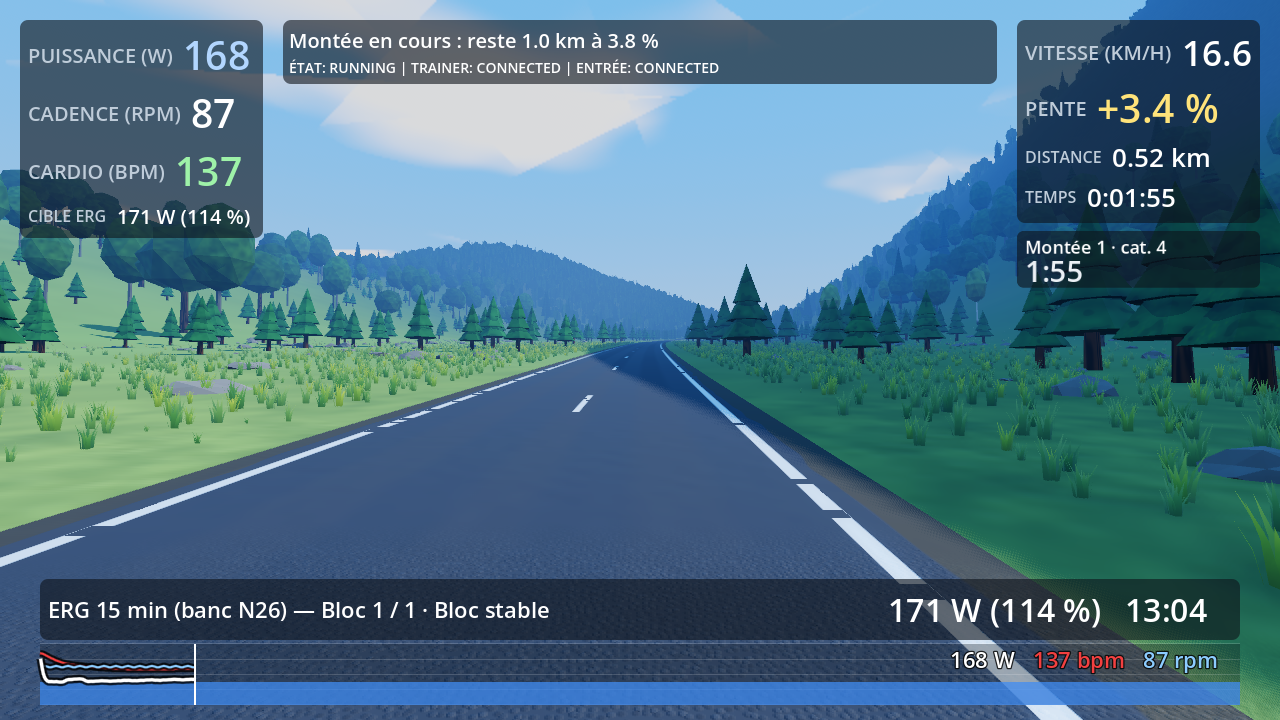 PUISSANCE (W) 168
CADENCE (RPM) 87
CARDIO (BPM) 137
CIBLE ERG 171 W (114 %)
Montée en cours : reste 1.0 km à 3.8 %
ÉTAT: RUNNING | TRAINER: CONNECTED | ENTRÉE: CONNECTED
VITESSE (KM/H) 16.6
PENTE +3.4 %
DISTANCE 0.52 km
TEMPS 0:01:55
Montée 1 · cat. 4
1:55
ERG 15 min (banc N26) — Bloc 1 / 1 · Bloc stable 171 W (114 %) 13:04
168 W 137 bpm 87 rpm